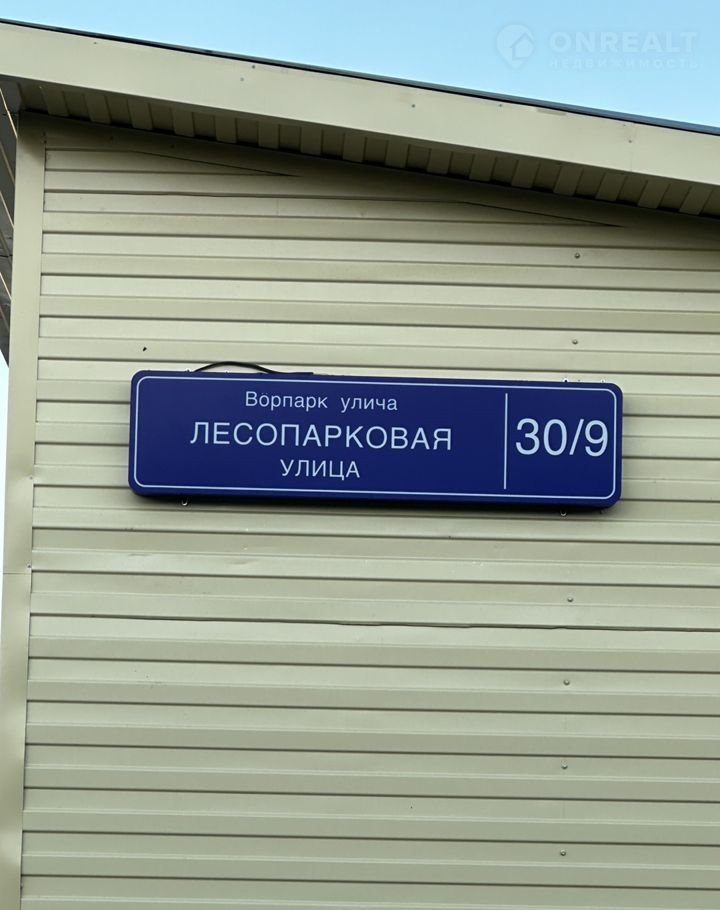 ONREALT
НЕДВИЖИМОСТЬ
Ворпарк улича
ЛЕСОПАРКОВАЯ
УЛИЦА
30/9